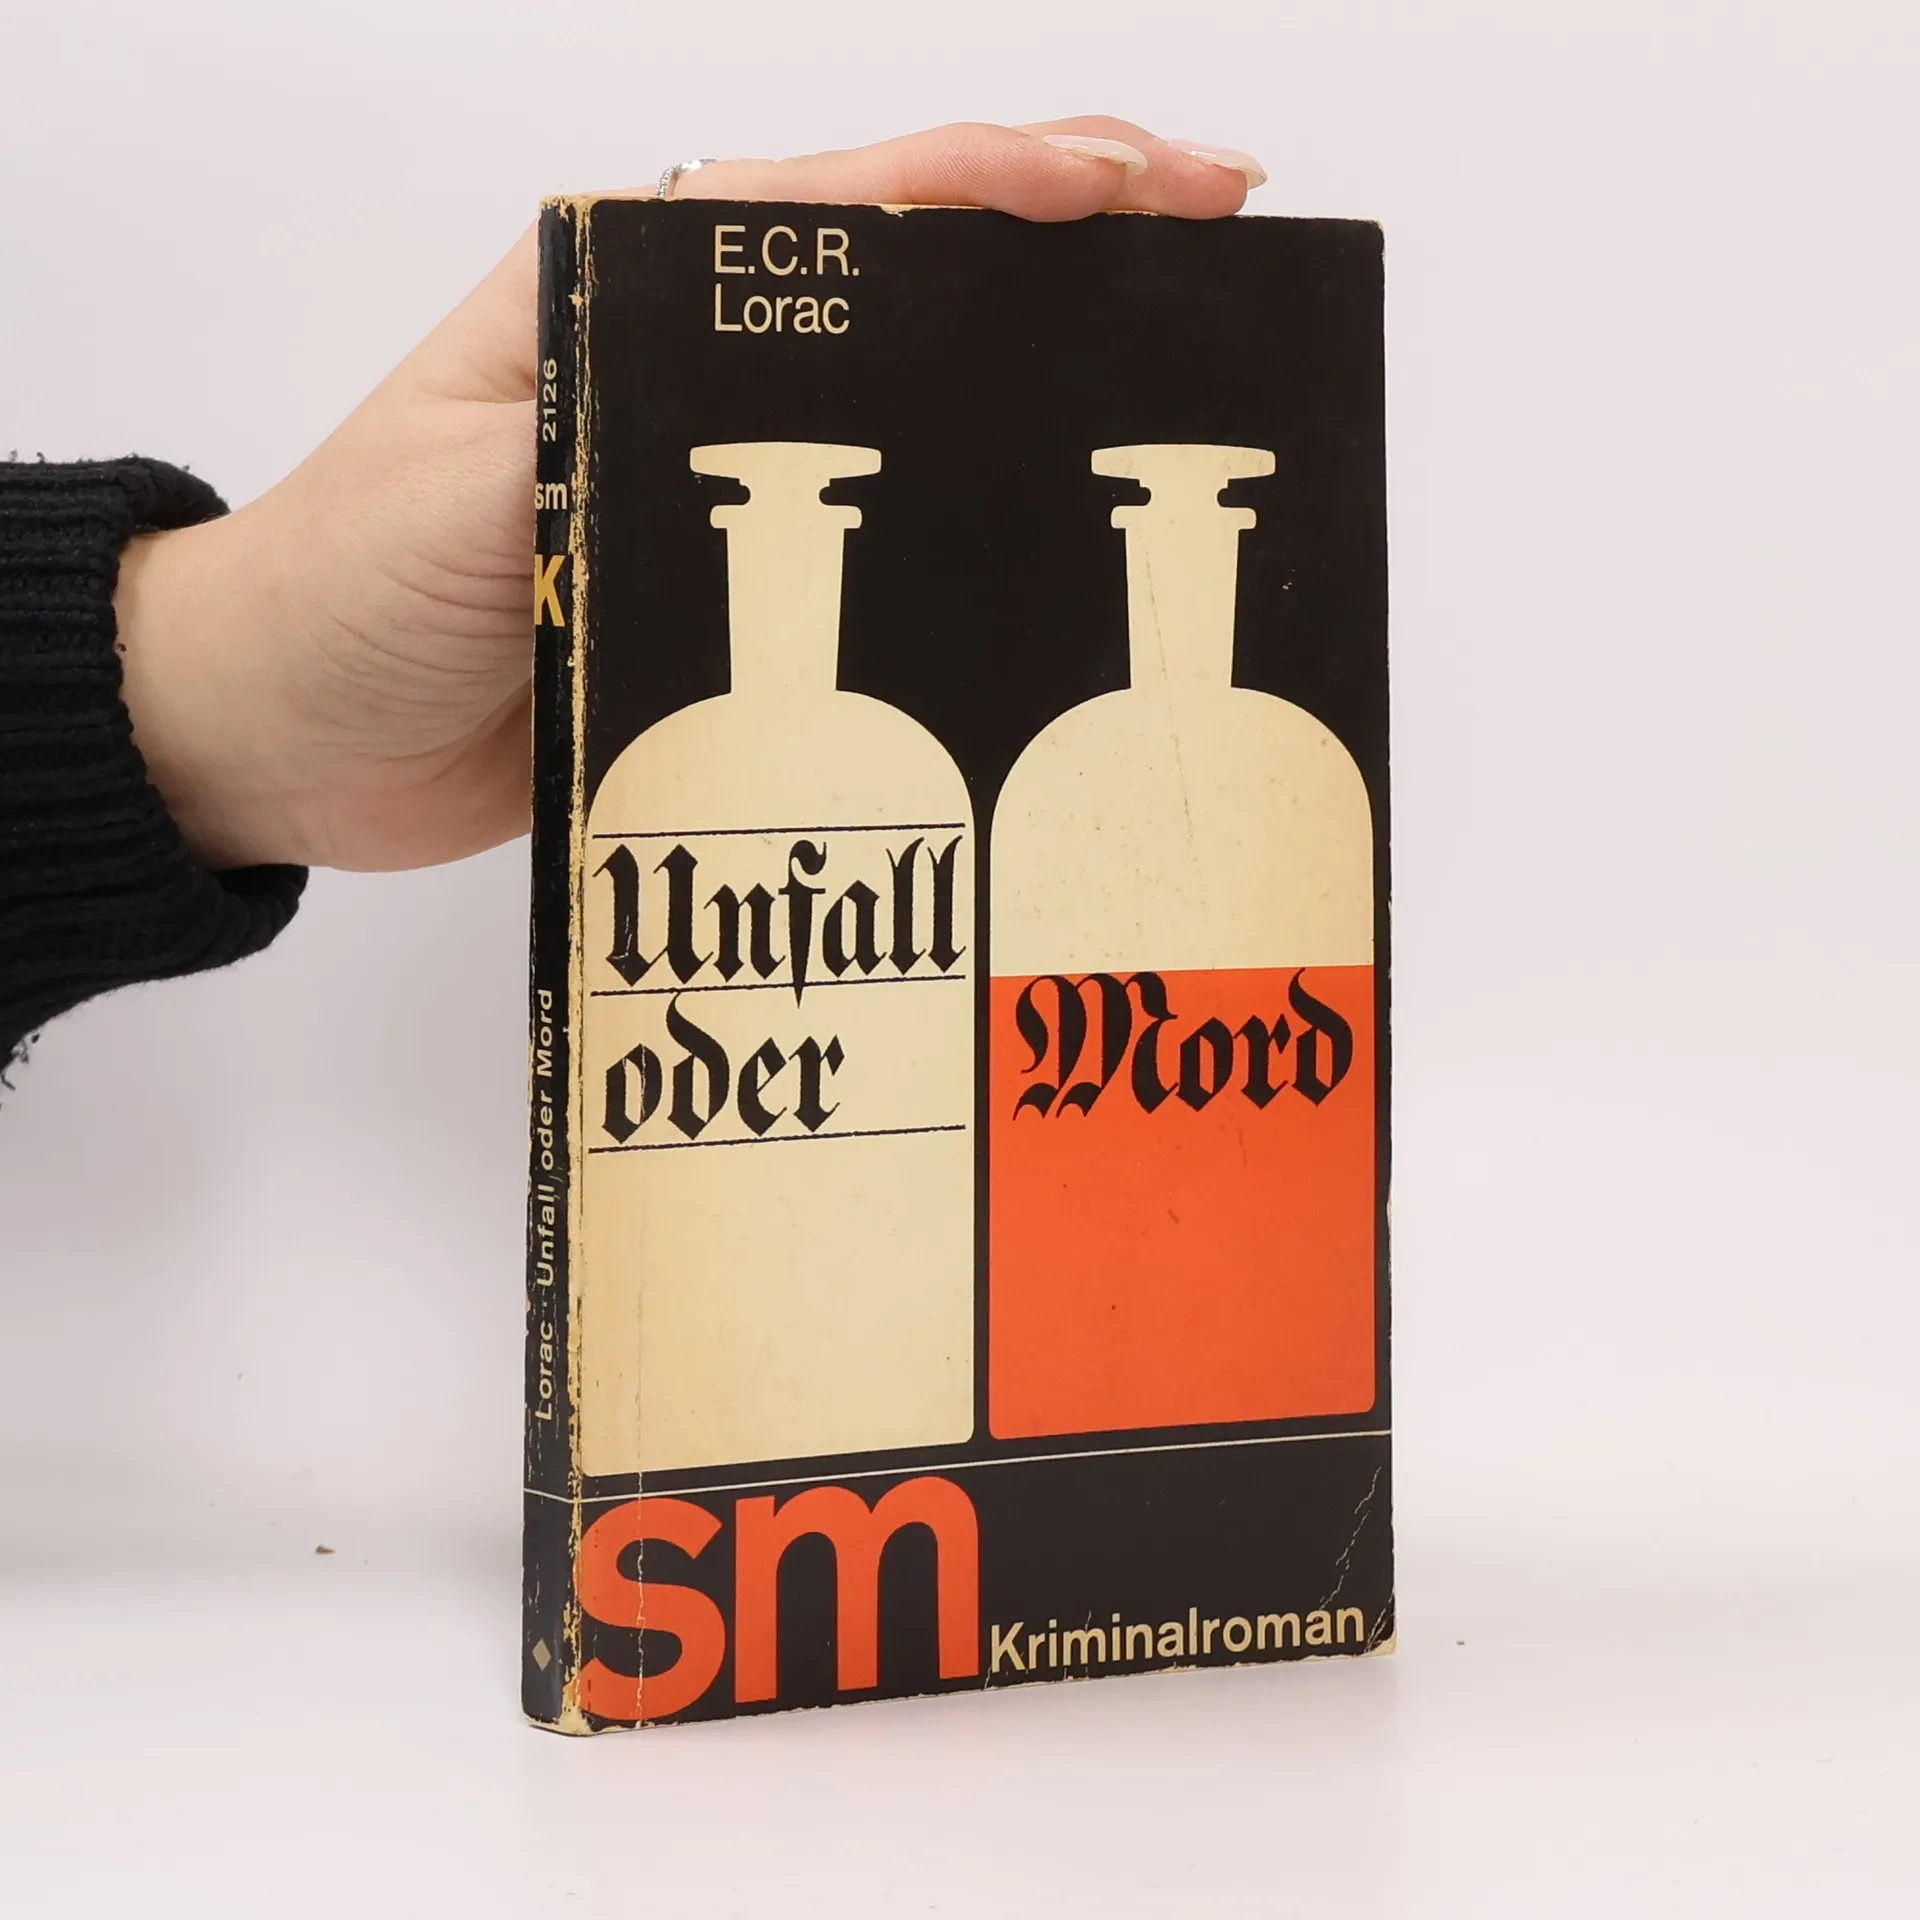 E.C.R.
Lorac
Unfall
oder
Mord
sm
Kriminalroman
2126
sm
K
Lorac · Unfall oder Mord